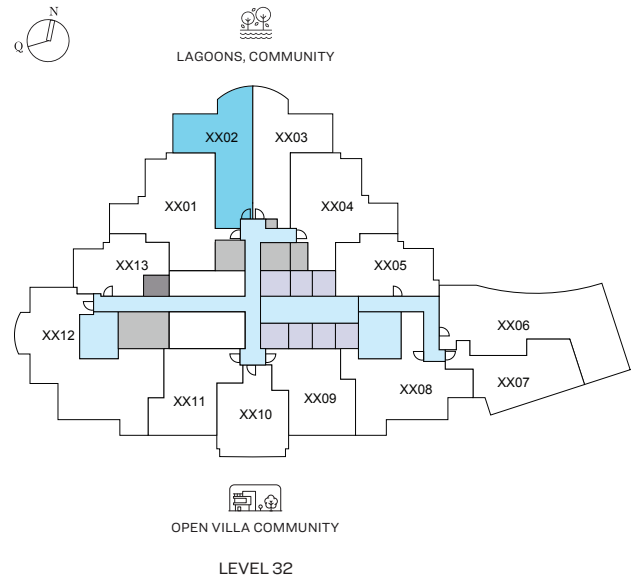 N
Q
LAGOONS, COMMUNITY
XX02
XX03
XX01
XX04
XX13
XX05
XX12
XX06
XX07
XX08
XX11
XX09
XX10
OPEN VILLA COMMUNITY
LEVEL 32